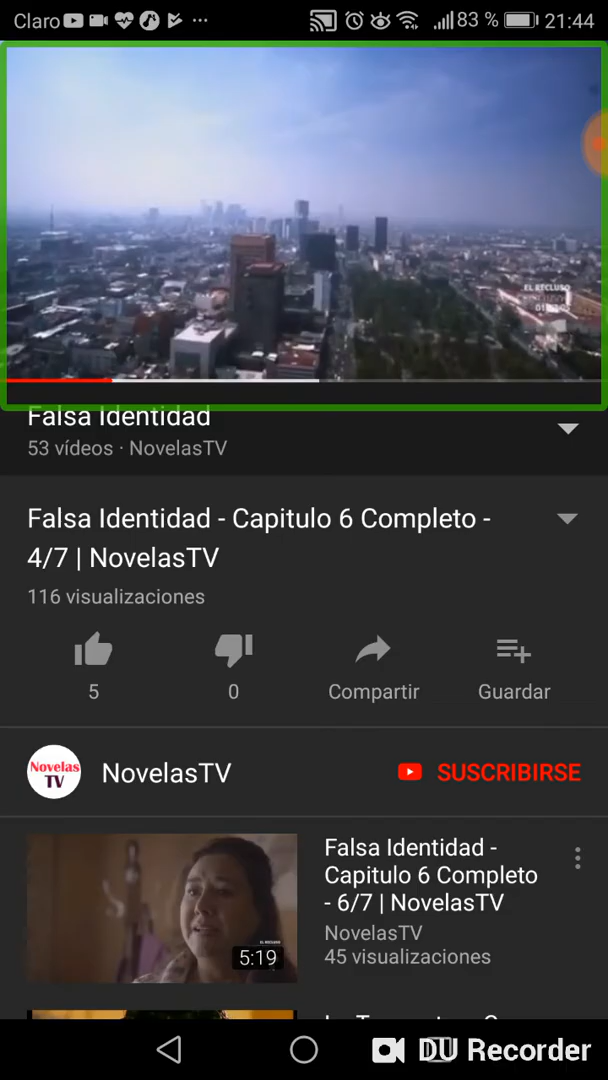 Claro
83 %
21:44
EL RECLUSO
Falsa Identidad
53 vídeos · NovelasTV
Falsa Identidad - Capitulo 6 Completo -
4/7 | NovelasTV
116 visualizaciones
5
0
Compartir
Guardar
Novelas
TV
NovelasTV
SUSCRIBIRSE
Falsa Identidad -
Capitulo 6 Completo
- 6/7 | NovelasTV
NovelasTV
45 visualizaciones
EL RECLUSO
5:19
DU Recorder